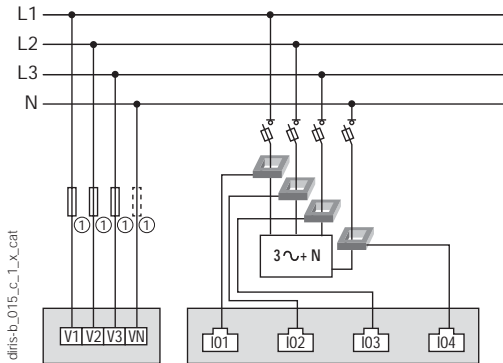 L1
L2
L3
N
① ① ① ①
3∿+ N
V1 V2 V3 VN
I01 I02 I03 I04
diris-b_015_c_1_x_cat